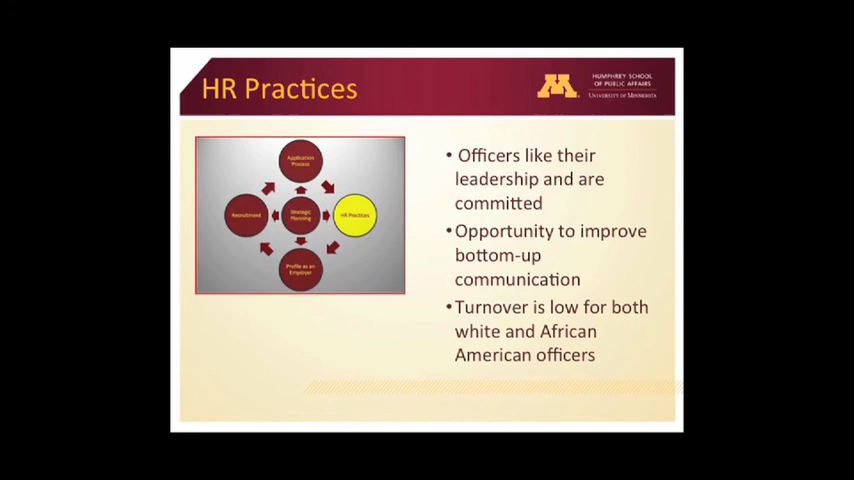 HR Practices
HUMPHREY SCHOOL
OF PUBLIC AFFAIRS
UNIVERSITY OF MINNESOTA
Application
Process
Recruitment
Strategic
Planning
HR Practices
Profile as an
Employer
• Officers like their
leadership and are
committed
• Opportunity to improve
bottom-up
communication
• Turnover is low for both
white and African
American officers